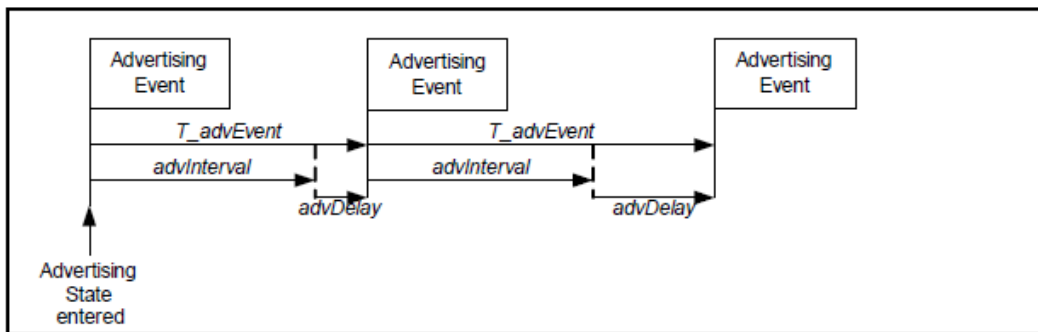 Advertising
Event
Advertising
Event
Advertising
Event
T_advEvent
T_advEvent
advInterval
advInterval
advDelay
advDelay
Advertising
State
entered